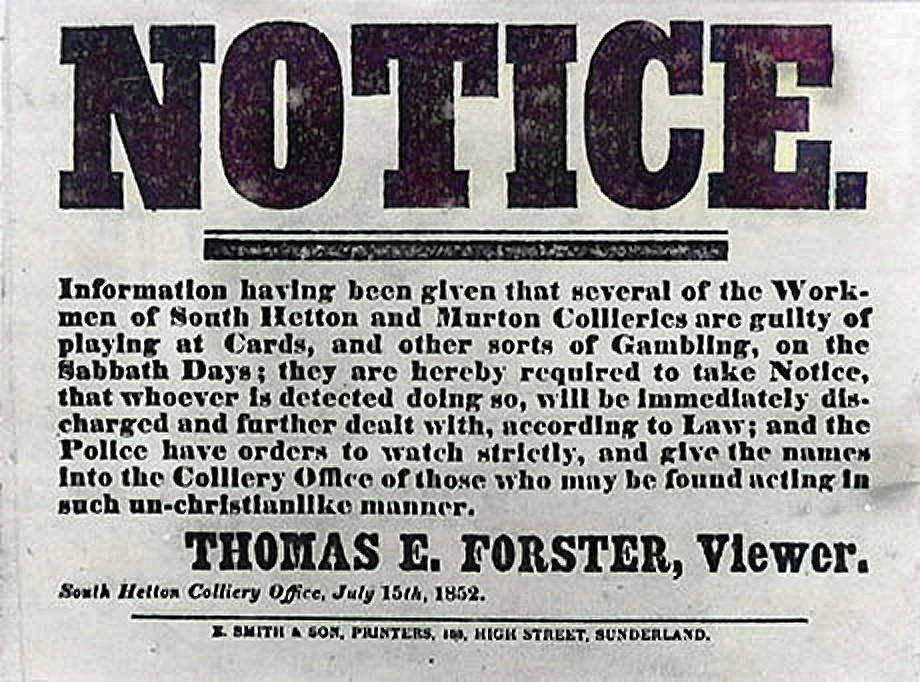 NOTICE.
Information having been given that several of the Work-
men of South Hetton and Murton Collieries are guilty of
playing at Cards, and other sorts of Gambling, on the
Sabbath Days; they are hereby required to take Notice,
that whoever is detected doing so, will be immediately dis-
charged and further dealt with, according to Law; and the
Police have orders to watch strictly, and give the names
into the Colliery Office of those who may be found acting in
such un-christianlike manner.
THOMAS E. FORSTER, Viewer.
South Hetton Colliery Office, July 15th, 1852.
SMITH & SON, PRINTERS, HIGH STREET, SUNDERLAND.